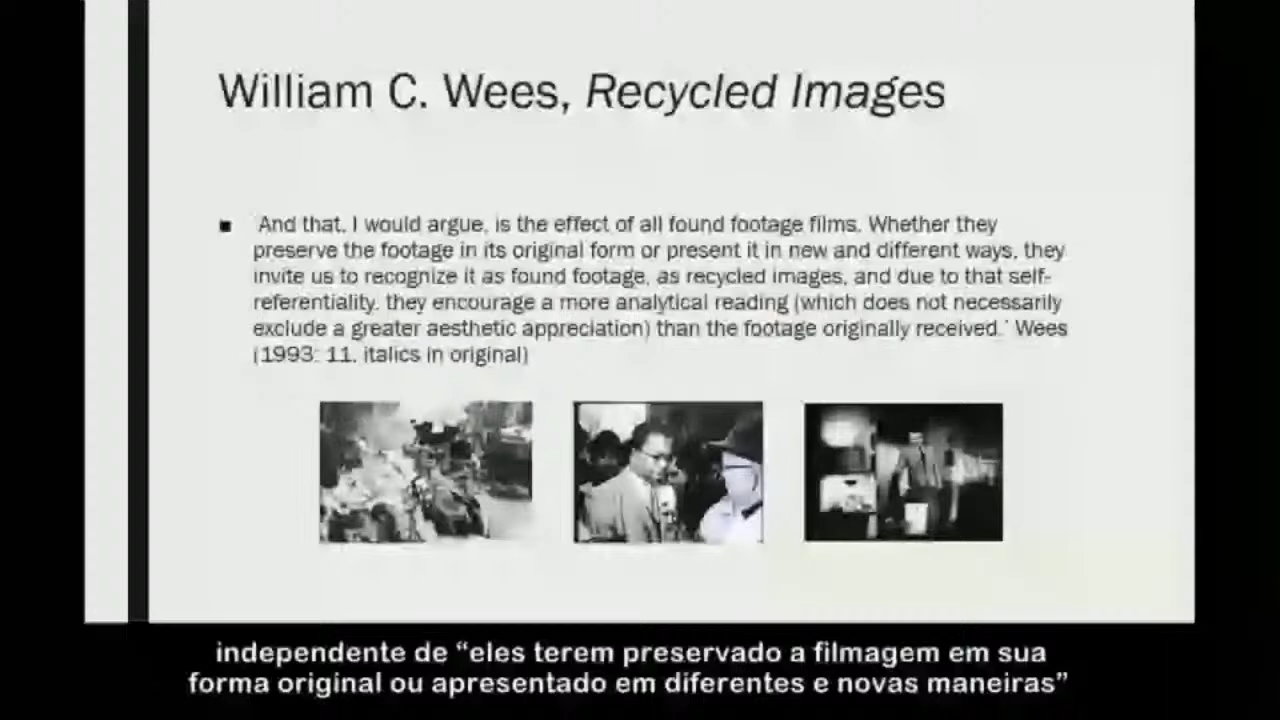 William C. Wees, Recycled Images
■ 'And that, I would argue, is the effect of all found footage films. Whether they
preserve the footage in its original form or present it in new and different ways, they
invite us to recognize it as found footage, as recycled images, and due to that self-
referentiality, they encourage a more analytical reading (which does not necessarily
exclude a greater aesthetic appreciation) than the footage originally received.' Wees
(1993: 11, italics in original)
independente de “eles terem preservado a filmagem em sua
forma original ou apresentado em diferentes e novas maneiras”